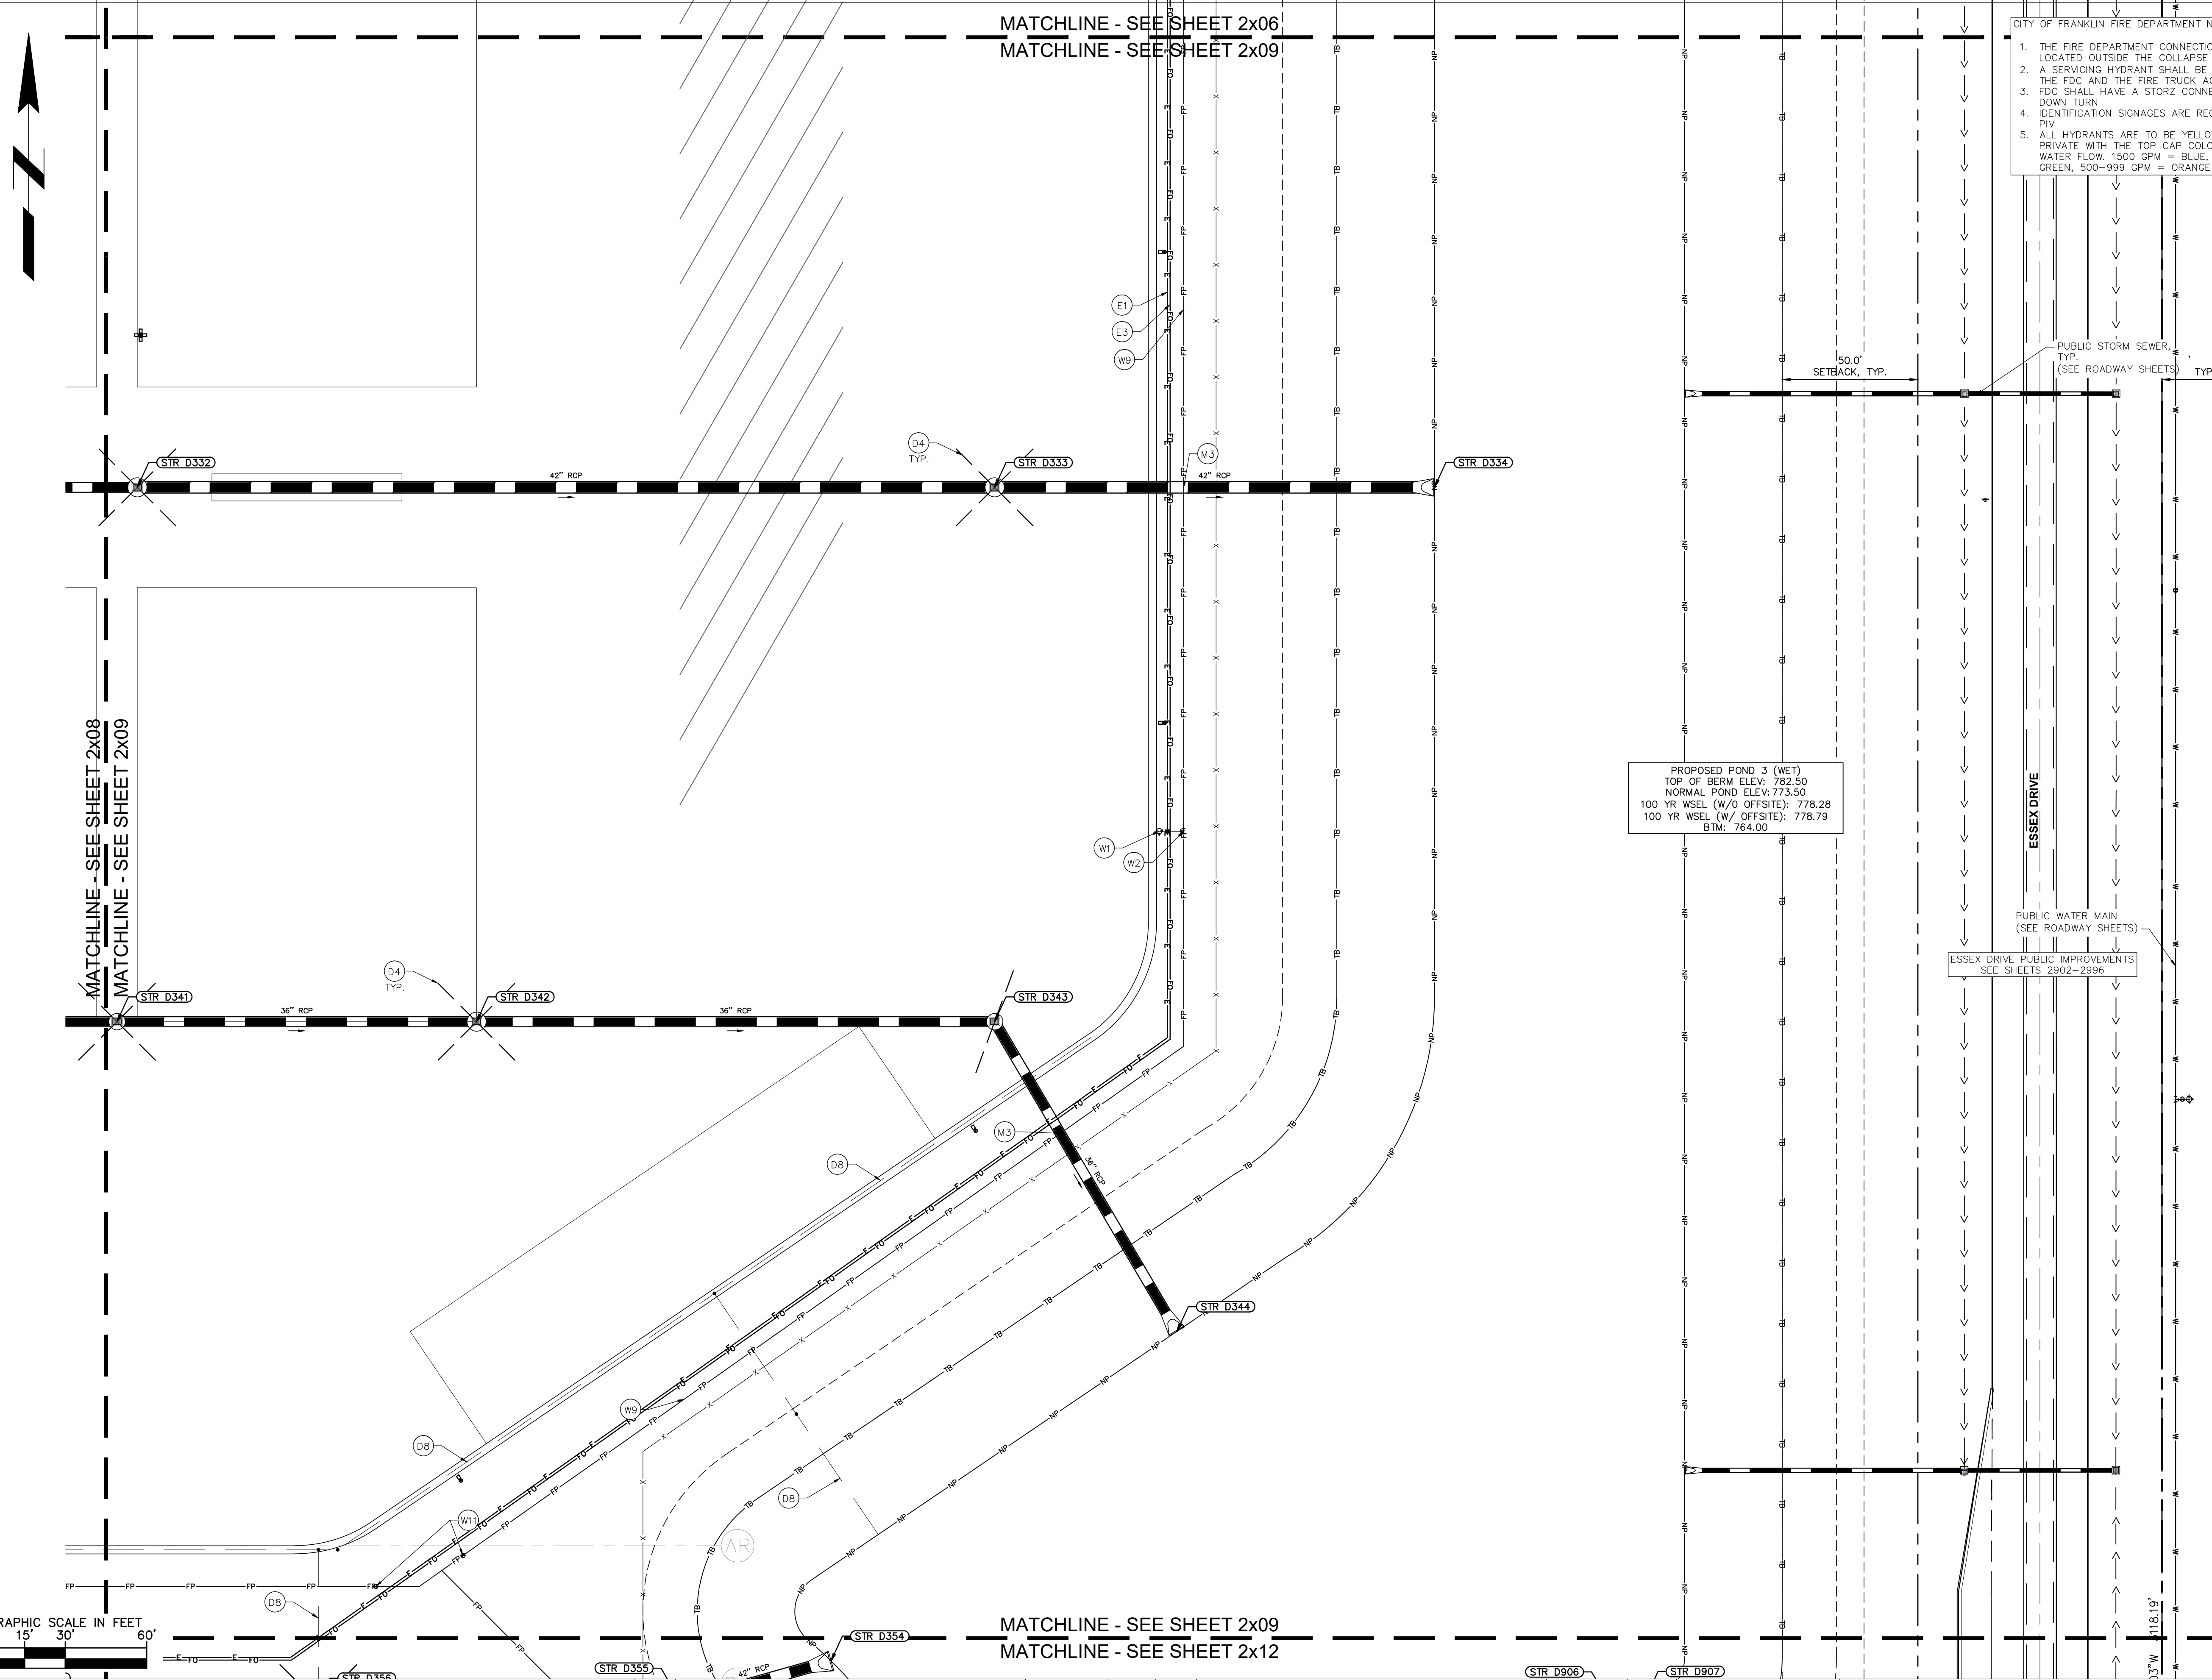 MATCHLINE - SEE SHEET 2x06
MATCHLINE - SEE SHEET 2x09
CITY OF FRANKLIN FIRE DEPARTMENT
1. THE FIRE DEPARTMENT
LOCATED OUTSIDE THE COLLAPSE
2. A SERVICING HYDRANT SHALL BE
THE FDC AND THE FIRE TRUCK
3. FDC SHALL HAVE A STORZ
DOWN TURN
4. IDENTIFICATION SIGNAGES ARE
PIV
5. ALL HYDRANTS ARE TO BE
PRIVATE WITH THE TOP CAP
WATER FLOW. 1500 GPM = BLUE,
GREEN, 500-999 GPM = ORANGE
N
E1
E3
W9
PUBLIC STORM SEWER,
TYP.
(SEE ROADWAY SHEETS)
50.0'
SETBACK, TYP.
TYP
D4
TYP.
STR D332
STR D333
M3
STR D334
42" RCP
42" RCP
MATCHLINE - SEE SHEET 2x08
MATCHLINE - SEE SHEET 2x09
PROPOSED POND 3 (WET)
TOP OF BERM ELEV: 782.50
NORMAL POND ELEV: 773.50
100 YR WSEL (W/O OFFSITE): 778.28
100 YR WSEL (W/ OFFSITE): 778.79
BTM: 764.00
ESSEX DRIVE
W1
W2
PUBLIC WATER MAIN
(SEE ROADWAY SHEETS)
ESSEX DRIVE PUBLIC IMPROVEMENTS
SEE SHEETS 2902-2996
D4
TYP.
STR D341
STR D342
STR D343
36" RCP
36" RCP
M3
36" RCP
D8
STR D344
W9
D8
D8
W11
AR
D8
GRAPHIC SCALE IN FEET
15' 30' 60'
MATCHLINE - SEE SHEET 2x09
MATCHLINE - SEE SHEET 2x12
STR D354
STR D355
42" RCP
STR D356
STR D906
STR D907
03"W 5118.19'